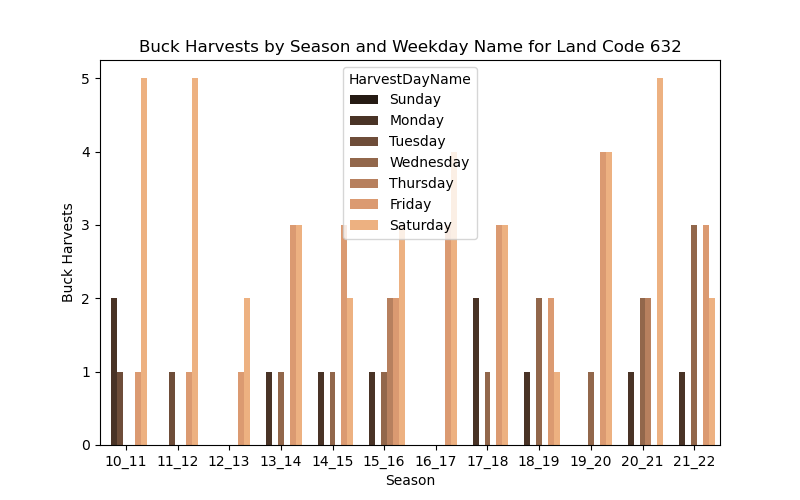 Buck Harvests by Season and Weekday Name for Land Code 632
HarvestDayName
Sunday
Monday
Tuesday
Wednesday
Thursday
Friday
Saturday
5
4
3
2
1
0
Buck Harvests
10_11 11_12 12_13 13_14 14_15 15_16 16_17 17_18 18_19 19_20 20_21 21_22
Season